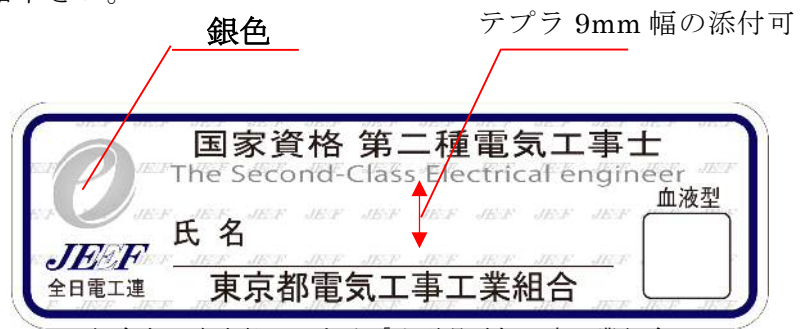 銀色
テプラ 9mm 幅の添付可
国家資格 第二種電気工事士
The Second-Class Electrical engineer
血液型
氏 名
JEEF
全日電工連
東京都電気工事工業組合